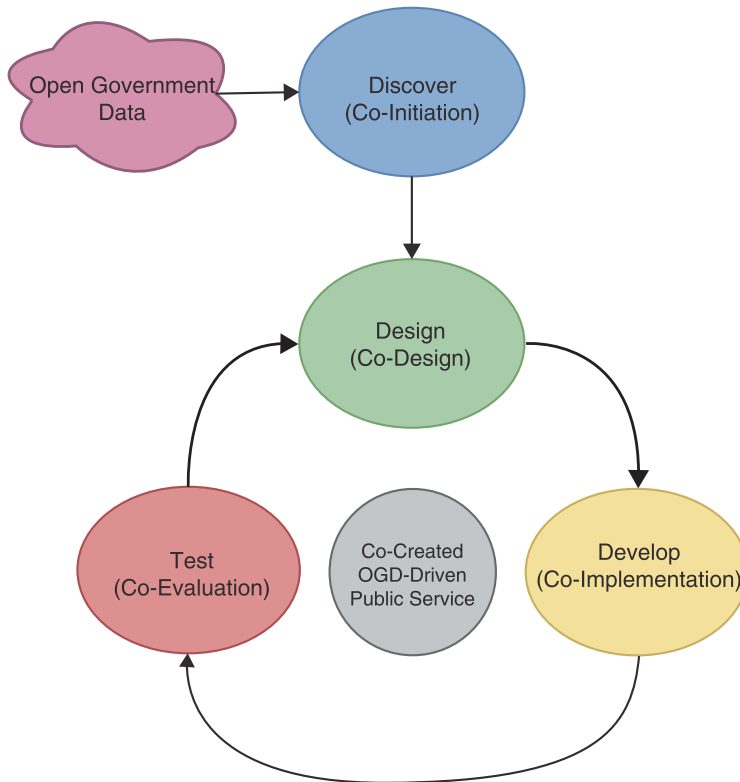 Open Government
Data
Discover
(Co-Initiation)
Design
(Co-Design)
Test
(Co-Evaluation)
Co-Created
OGD-Driven
Public Service
Develop
(Co-Implementation)